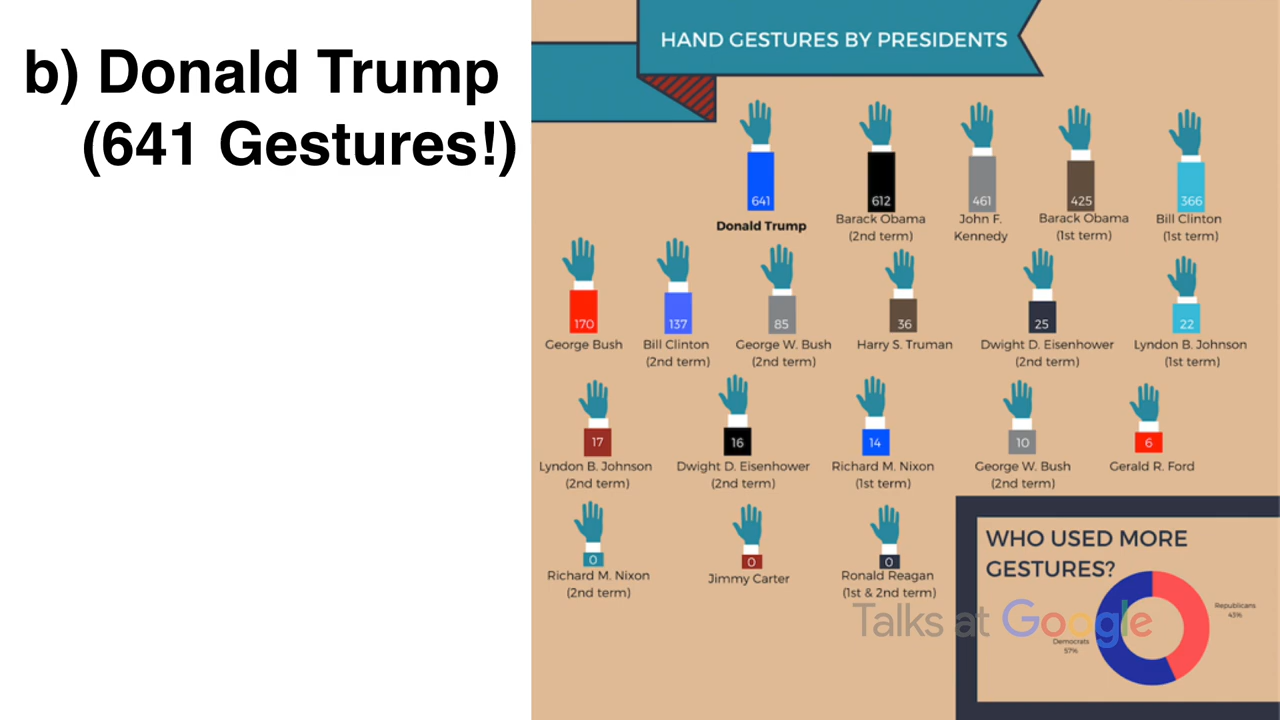 b) Donald Trump
(641 Gestures!)
HAND GESTURES BY PRESIDENTS
641
612
461
425
366
Donald Trump
Barack Obama
(2nd term)
John F.
Kennedy
Barack Obama
(1st term)
Bill Clinton
(1st term)
170
137
85
36
25
22
George Bush
Bill Clinton
(2nd term)
George W. Bush
(2nd term)
Harry S. Truman
Dwight D. Eisenhower
(2nd term)
Lyndon B. Johnson
(1st term)
17
16
14
10
6
Lyndon B. Johnson
(2nd term)
Dwight D. Eisenhower
(2nd term)
Richard M. Nixon
(1st term)
George W. Bush
(2nd term)
Gerald R. Ford
0
0
0
Richard M. Nixon
(2nd term)
Jimmy Carter
Ronald Reagan
(1st & 2nd term)
WHO USED MORE
GESTURES?
Republicans
43%
Democrats
57%
Talks at Google